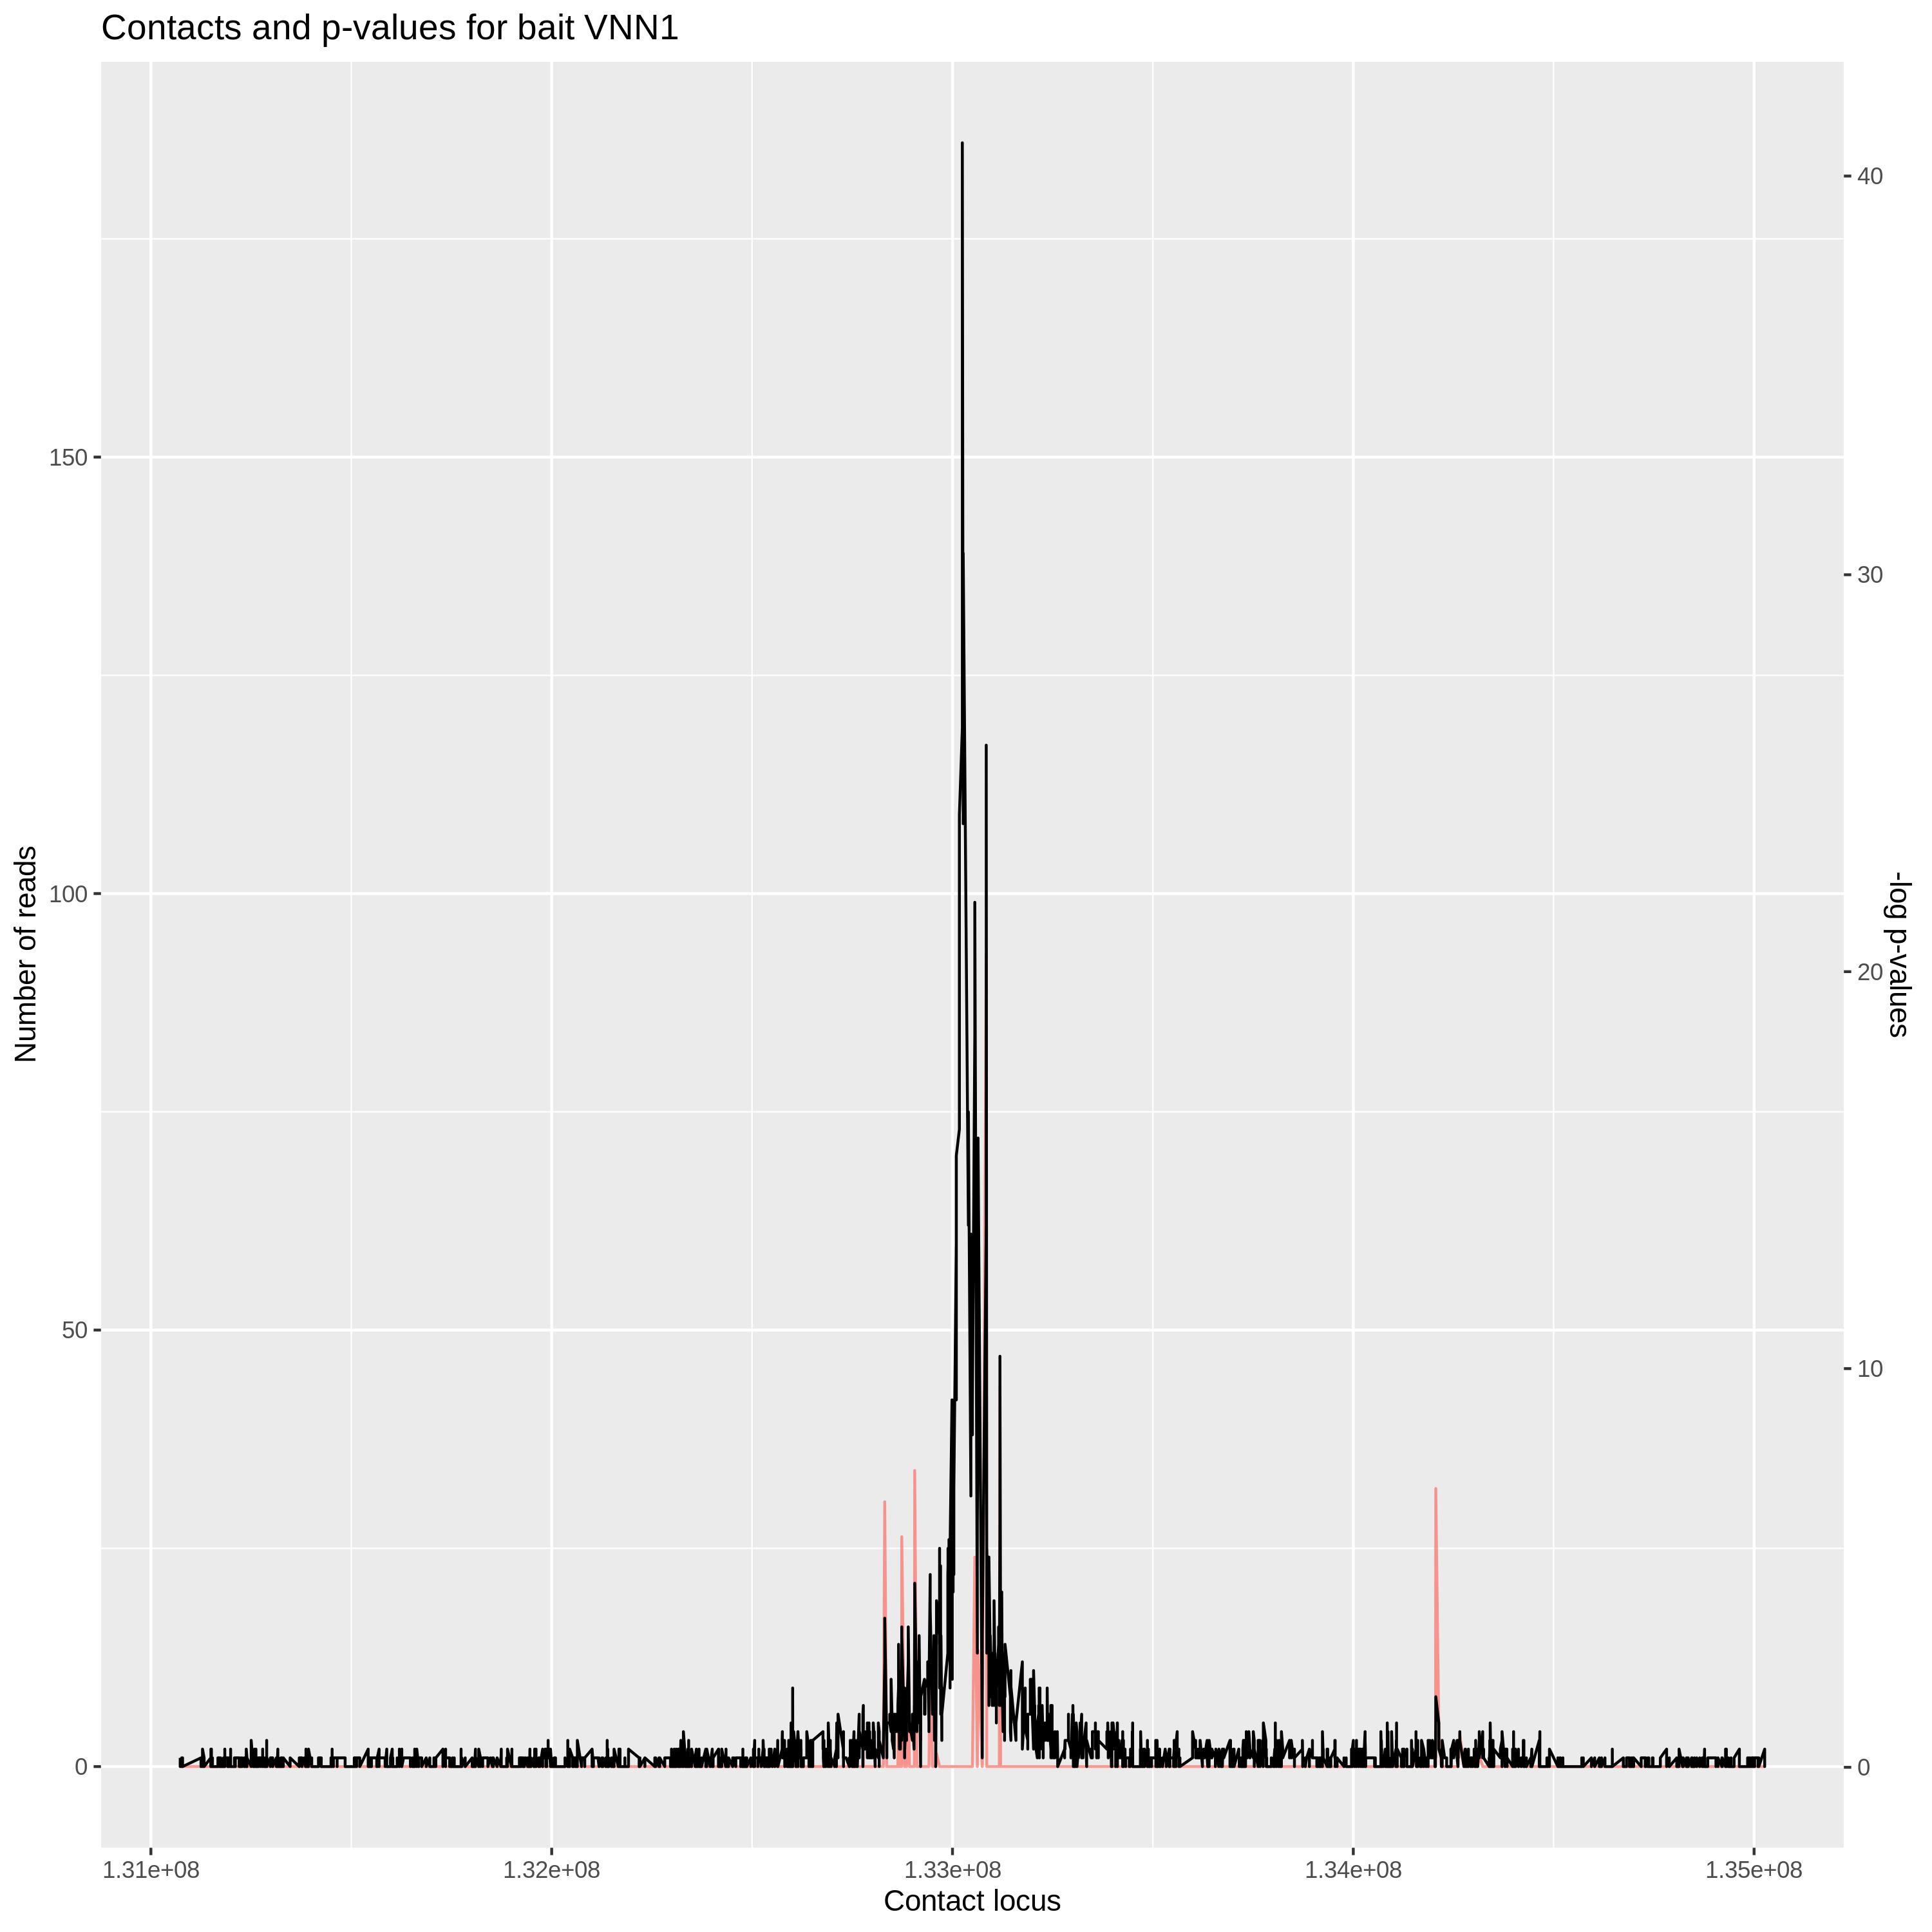 Contacts and p-values for bait VNN1
Number of reads
150
100
50
0
40
30
20
10
0
-log p-values
1.31e+08
1.32e+08
1.33e+08
1.34e+08
1.35e+08
Contact locus